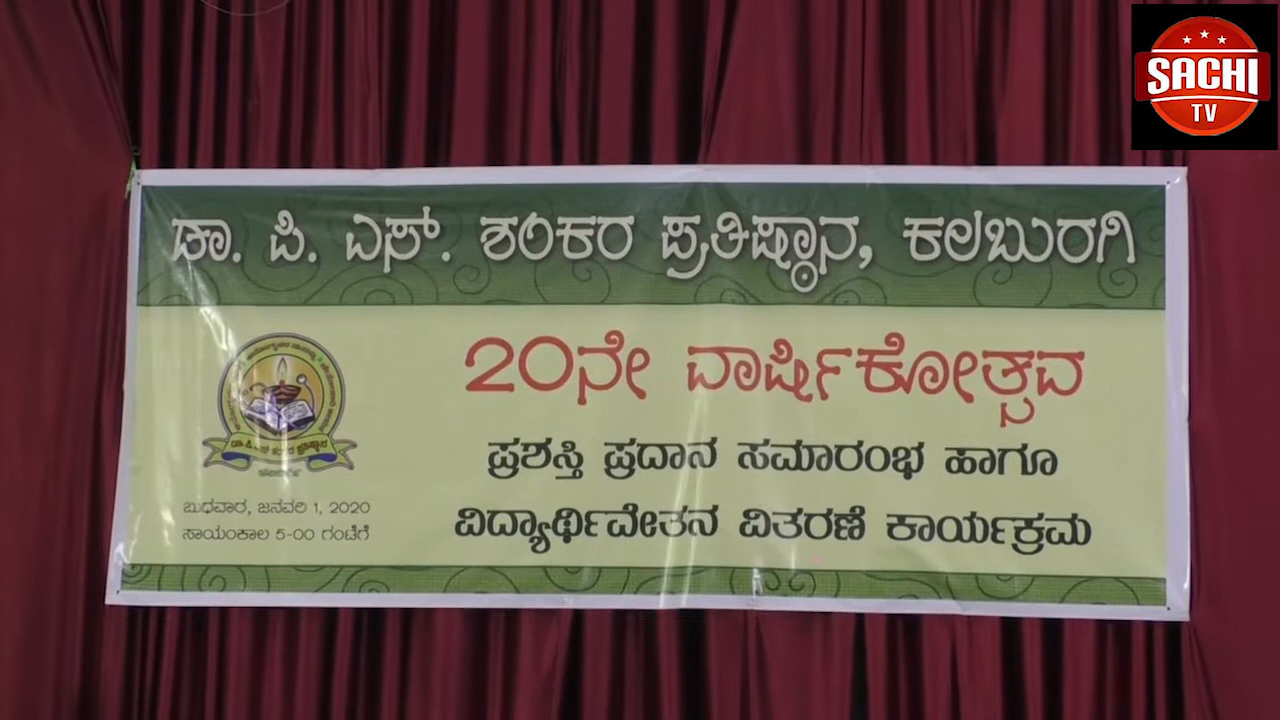 SACHI
TV
ಡಾ. ಪಿ. ಎಸ್. ಶಂಕರ ಪ್ರತಿಷ್ಠಾನ, ಕಲಬುರಗಿ
20ನೇ ವಾರ್ಷಿಕೋತ್ಸವ
ಪ್ರಶಸ್ತಿ ಪ್ರದಾನ ಸಮಾರಂಭ ಹಾಗೂ
ವಿದ್ಯಾರ್ಥಿವೇತನ ವಿತರಣೆ ಕಾರ್ಯಕ್ರಮ
ಬುಧವಾರ, ಜನವರಿ 1, 2020
ಸಾಯಂಕಾಲ 5-00 ಗಂಟೆಗೆ